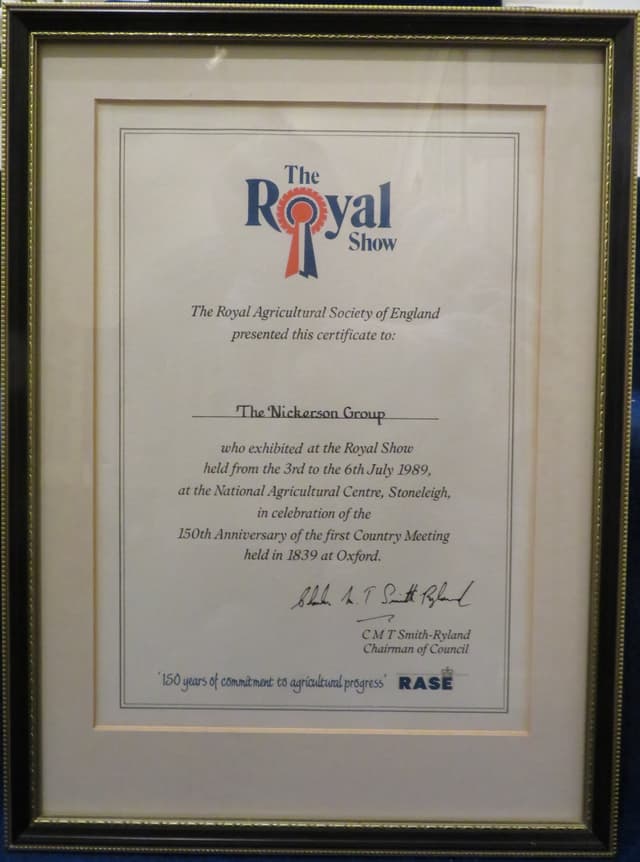 The
Royal
Show
The Royal Agricultural Society of England
presented this certificate to:
The Nickerson Group
who exhibited at the Royal Show
held from the 3rd to the 6th July 1989,
at the National Agricultural Centre, Stoneleigh,
in celebration of the
150th Anniversary of the first Country Meeting
held in 1839 at Oxford.
Charles M. T Smith-Ryland
C M T Smith-Ryland
Chairman of Council
'150 years of commitment to agricultural progress' RASE